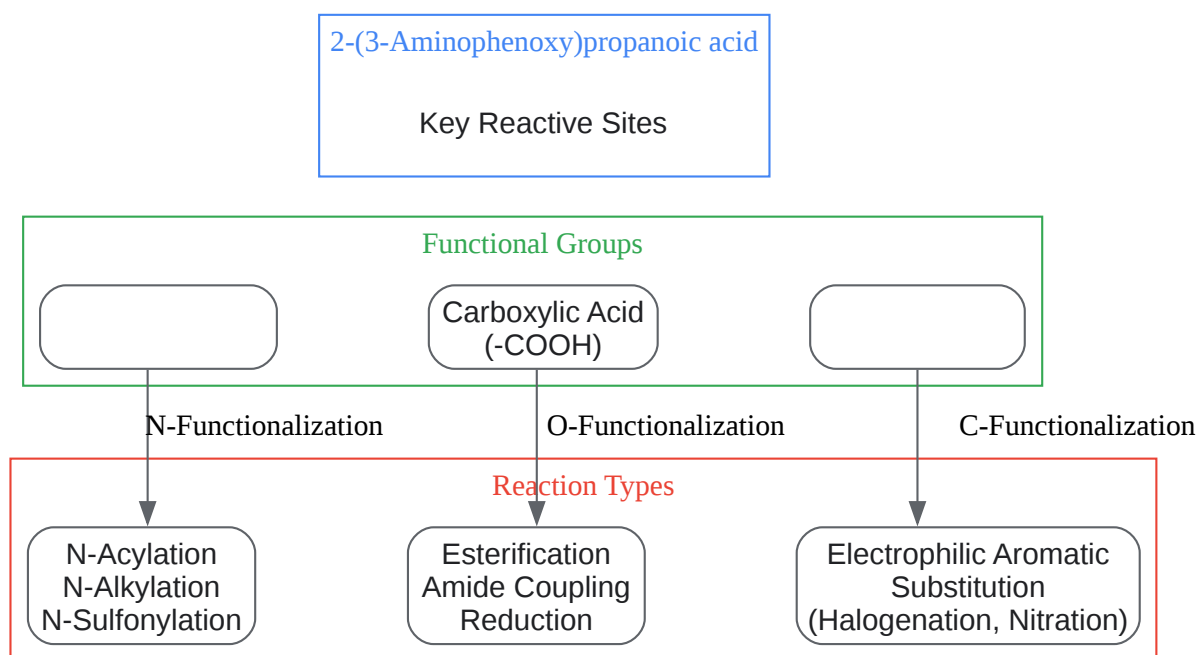 2-(3-Aminophenoxy)propanoic acid
Key Reactive Sites
Functional Groups
Carboxylic Acid
(-COOH)
N-Functionalization
O-Functionalization
C-Functionalization
Reaction Types
N-Acylation
N-Alkylation
N-Sulfonylation
Esterification
Amide Coupling
Reduction
Electrophilic Aromatic
Substitution
(Halogenation, Nitration)